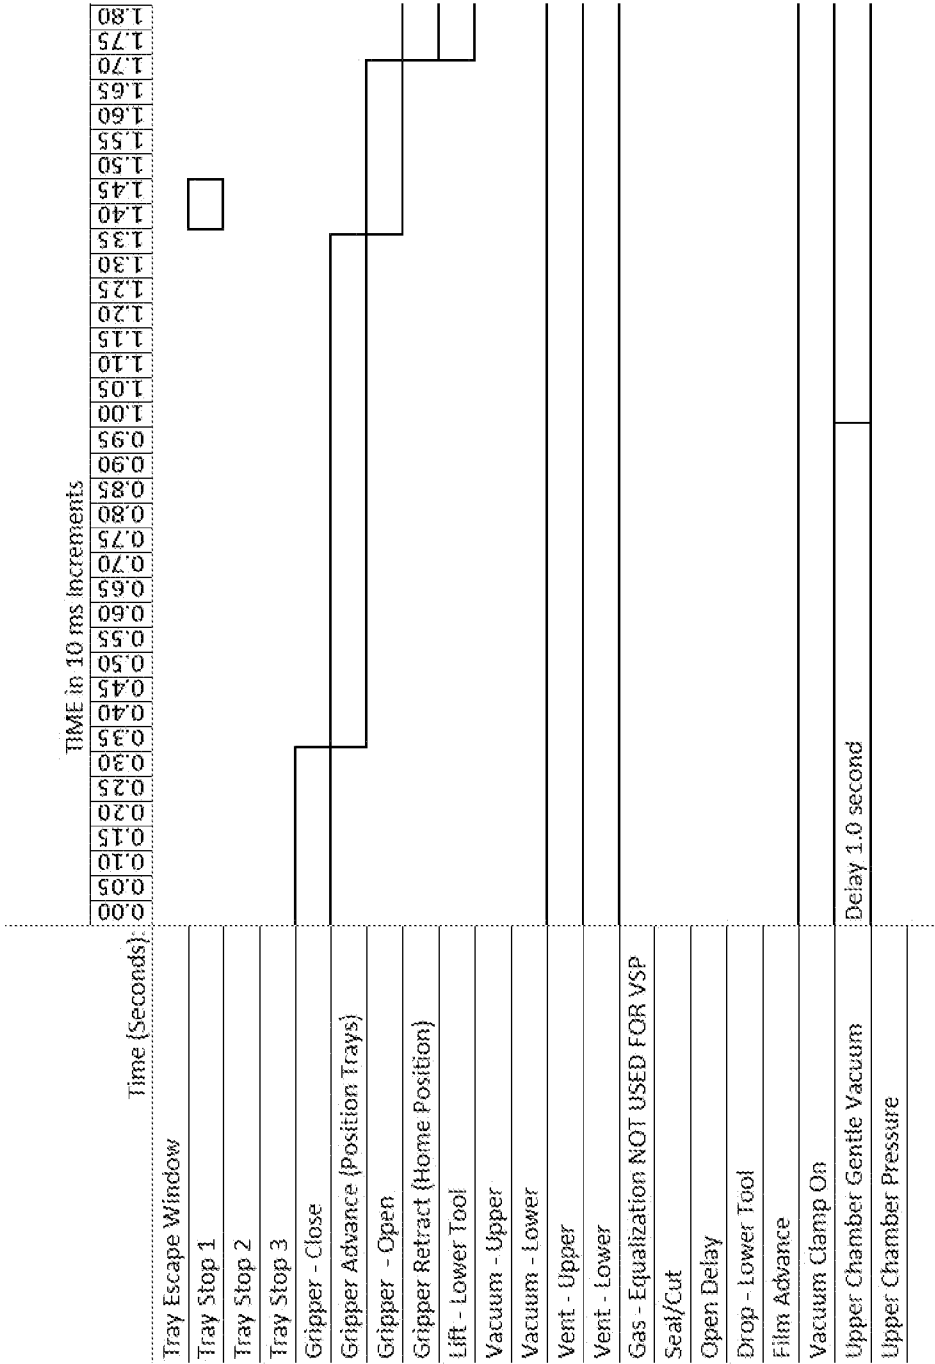 TIME in 10 ms Increments
Time (Seconds):
0.00
0.05
0.10
0.15
0.20
0.25
0.30
0.35
0.40
0.45
0.50
0.55
0.60
0.65
0.70
0.75
0.80
0.85
0.90
0.95
1.00
1.05
1.10
1.15
1.20
1.25
1.30
1.35
1.40
1.45
1.50
1.55
1.60
1.65
1.70
1.75
1.80
Tray Escape Window
Tray Stop 1
Tray Stop 2
Tray Stop 3
Gripper - Close
Gripper Advance (Position Trays)
Gripper - Open
Gripper Retract (Home Position)
Lift - Lower Tool
Vacuum - Upper
Vacuum - Lower
Vent - Upper
Vent - Lower
Gas - Equalization NOT USED FOR VSP
Seal/Cut
Open Delay
Drop - Lower Tool
Film Advance
Vacuum Clamp On
Upper Chamber Gentle Vacuum
Delay 1.0 second
Upper Chamber Pressure